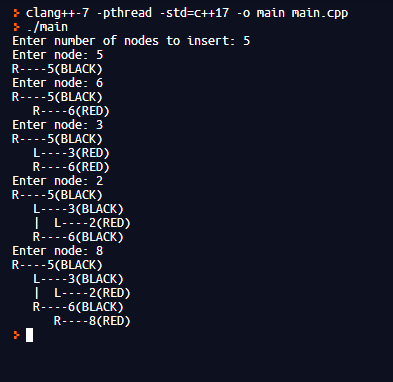 > clang++-7 -pthread -std=c++17 -o main main.cpp
> ./main
Enter number of nodes to insert: 5
Enter node: 5
R----5(BLACK)
Enter node: 6
R----5(BLACK)
   R----6(RED)
Enter node: 3
R----5(BLACK)
   L----3(RED)
   R----6(RED)
Enter node: 2
R----5(BLACK)
   L----3(BLACK)
   |  L----2(RED)
   R----6(BLACK)
Enter node: 8
R----5(BLACK)
   L----3(BLACK)
   |  L----2(RED)
   R----6(BLACK)
      R----8(RED)
>